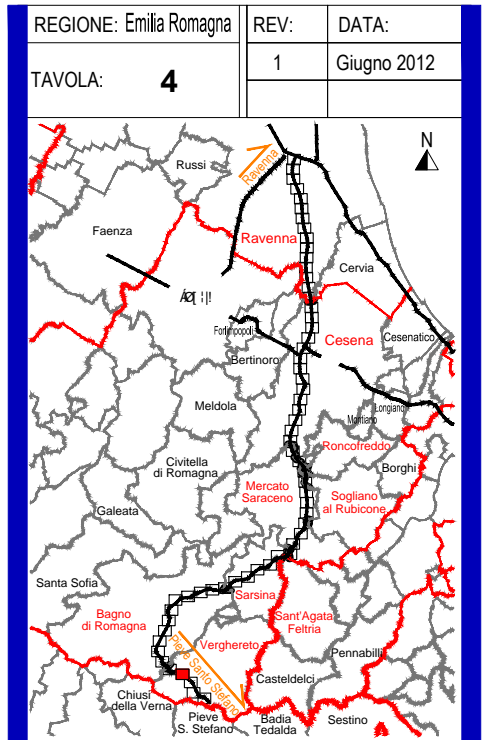 REGIONE: Emilia Romagna
REV:
DATA:
TAVOLA: 4
1
Giugno 2012
N
Russi
Ravenna
Faenza
Ravenna
Cervia
Forlimpopoli
Cesena
Cesenatico
Bertinoro
Meldola
Longiano
Montiano
Roncofreddo
Civitella
di Romagna
Borghi
Mercato
Saraceno
Sogliano
al Rubicone
Galeata
Santa Sofia
Sarsina
Bagno
di Romagna
Sant'Agata
Feltria
Verghereto
Pennabilli
Pieve Santo Stefano
Casteldelci
Chiusi
della Verna
Pieve
S. Stefano
Badia
Tedalda
Sestino